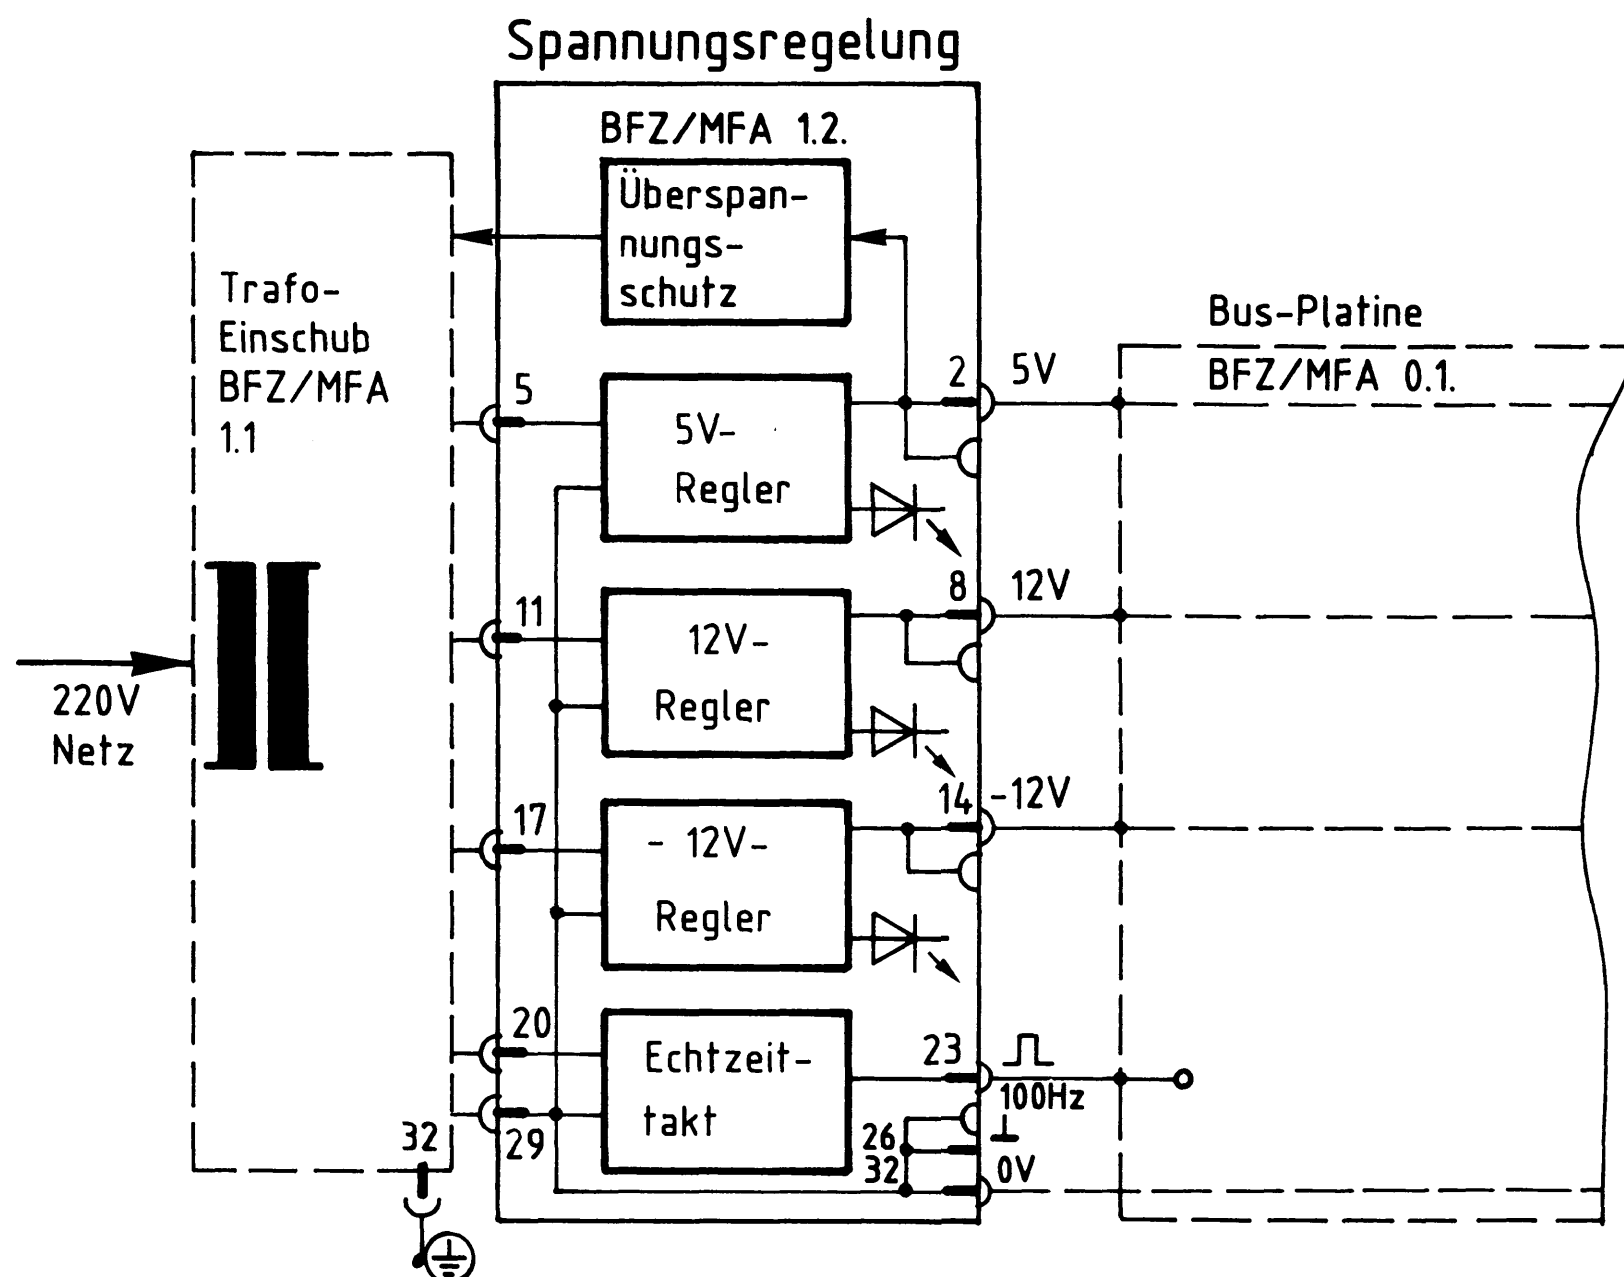 Spannungsregelung
BFZ/MFA 1.2.
Überspan-
nungs-
schutz
Trafo-
Einschub
BFZ/MFA
1.1
220V
Netz
5
5V-
Regler
2
5V
11
12V-
Regler
8
12V
17
- 12V-
Regler
14
-12V
20
29
Echtzeit-
takt
23
100Hz
26
32
0V
32
Bus-Platine
BFZ/MFA 0.1.